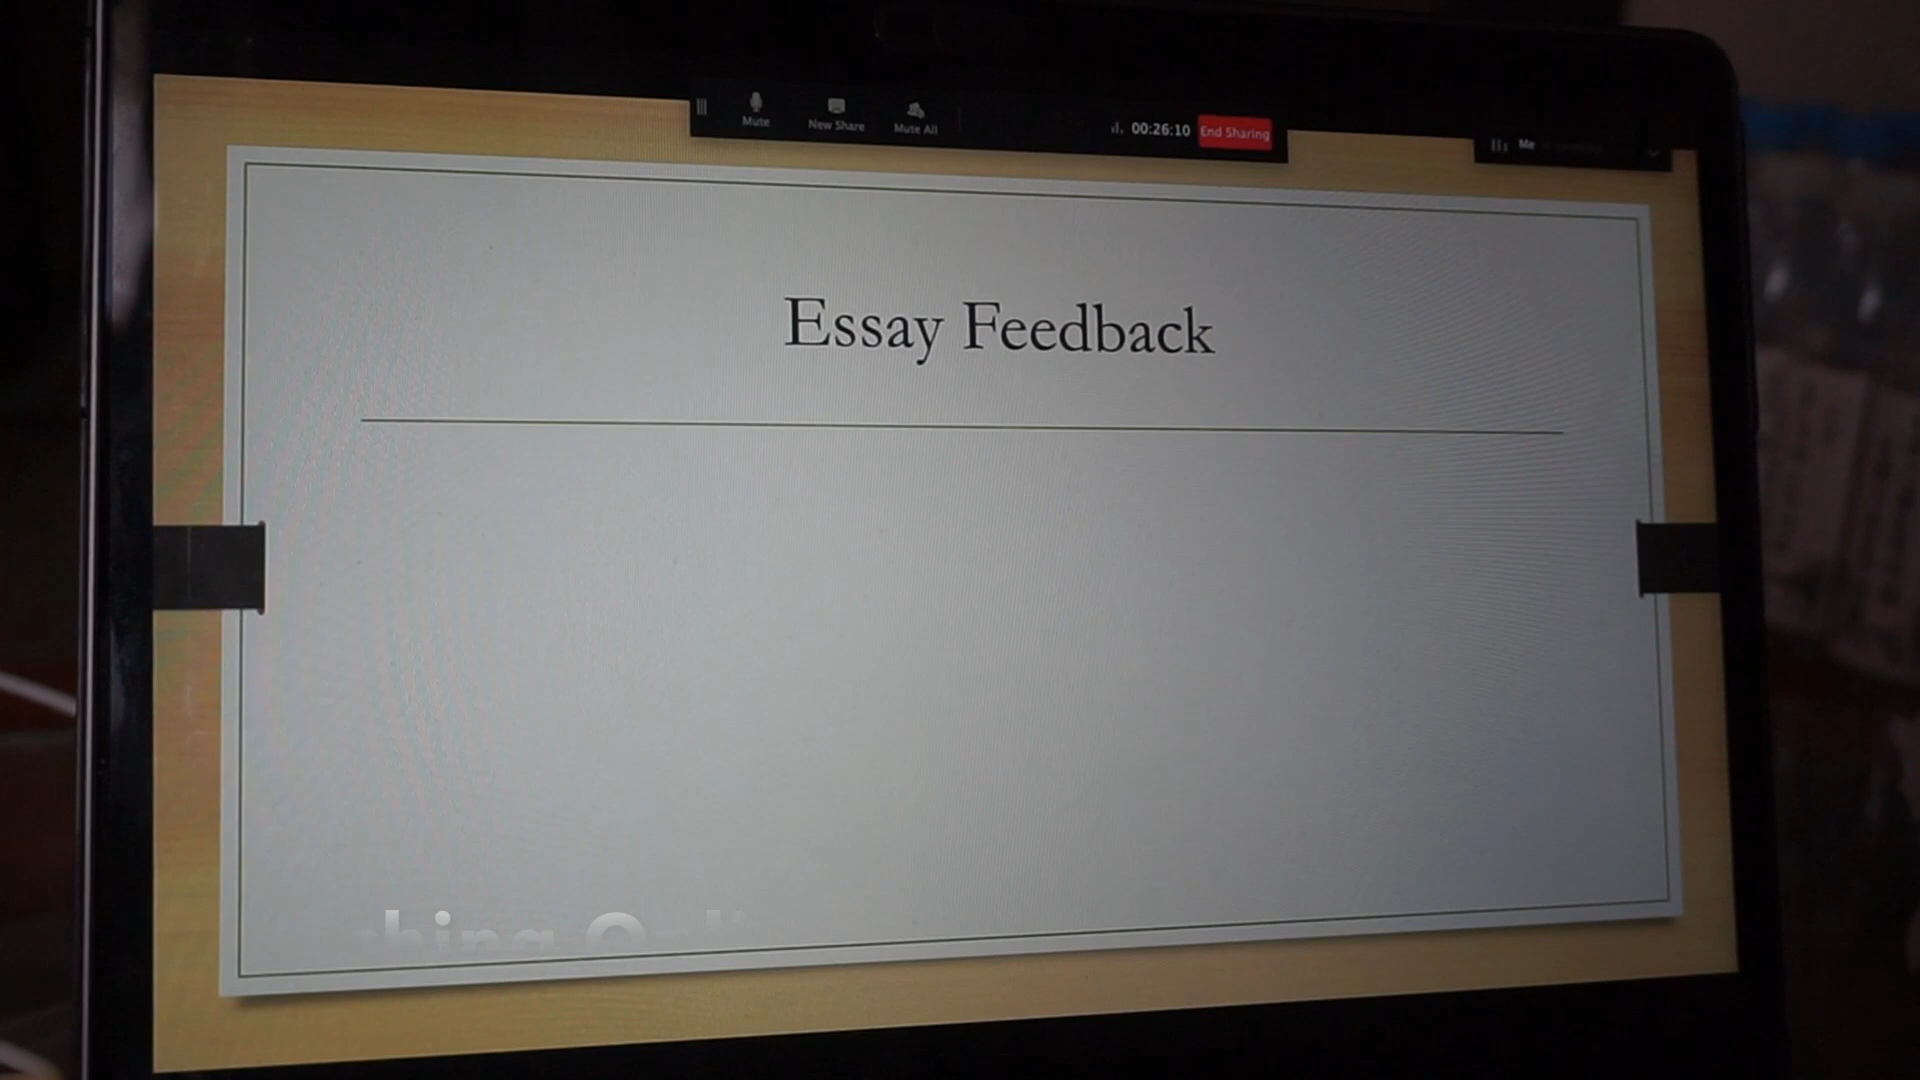 Mute
New Share
Mute All
00:26:10
End Sharing
Me
Essay Feedback